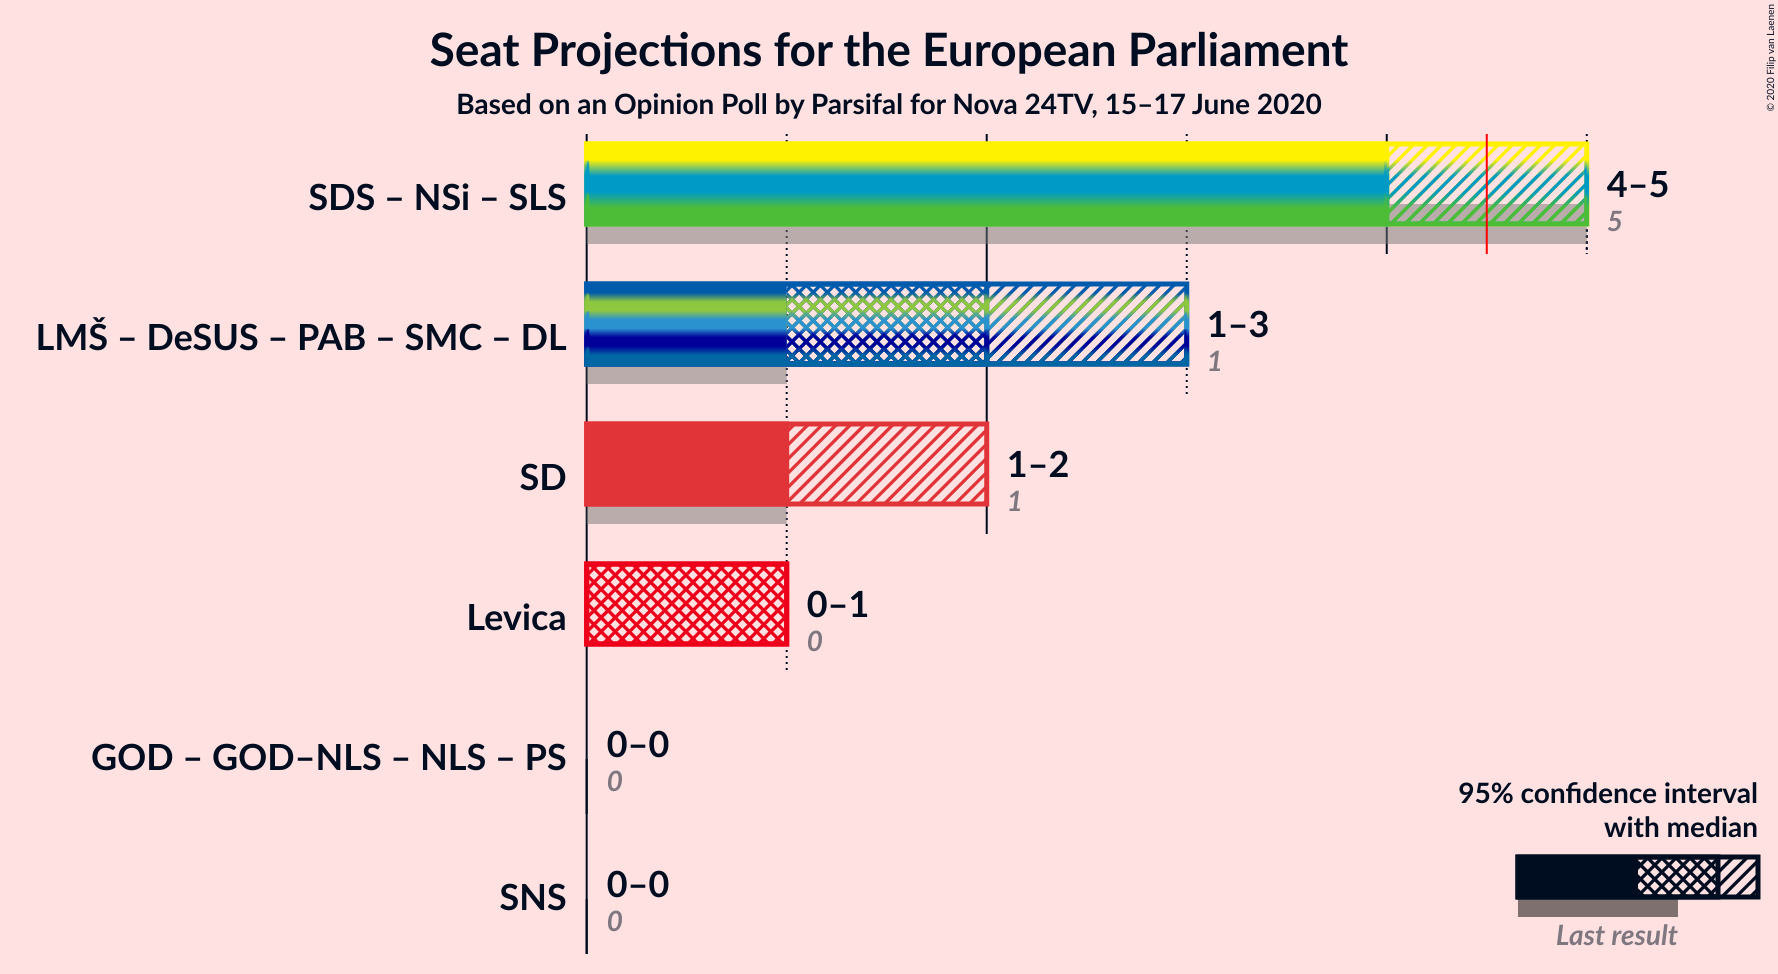 Seat Projections for the European Parliament
Based on an Opinion Poll by Parsifal for Nova 24TV, 15–17 June 2020
© 2020 Filip van Laenen
SDS – NSi – SLS
4–5
5
LMŠ – DeSUS – PAB – SMC – DL
1–3
1
SD
1–2
1
Levica
0–1
0
GOD – GOD–NLS – NLS – PS
0–0
0
SNS
0–0
0
95% confidence interval
with median
Last result